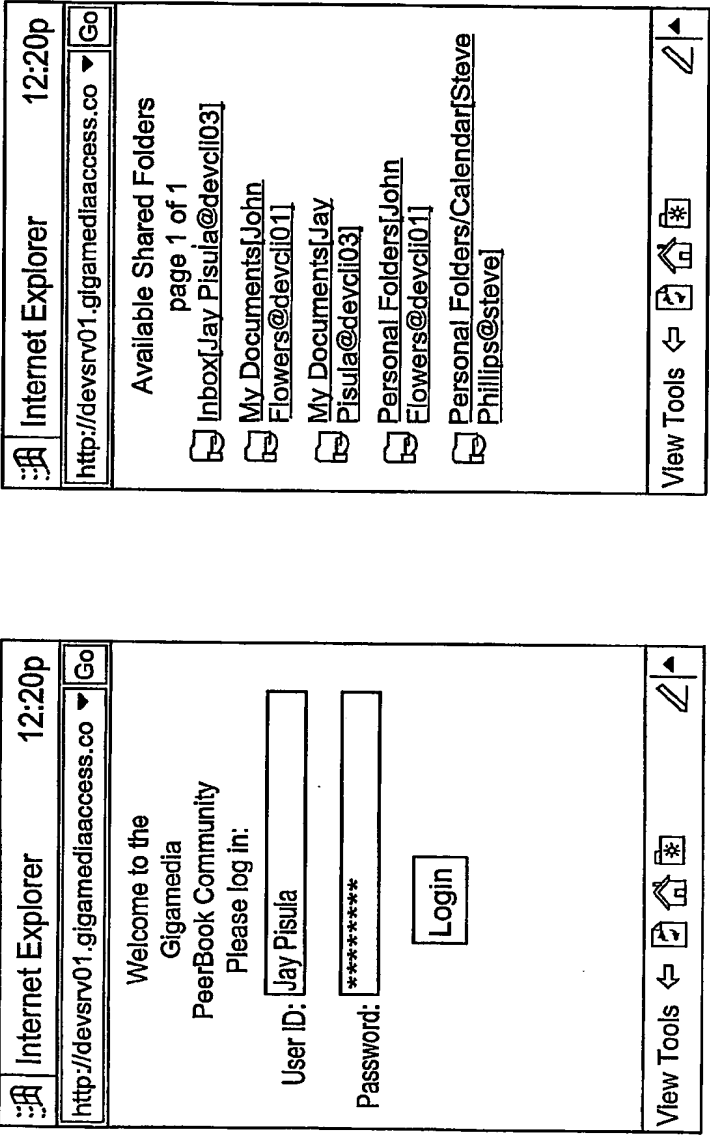 Internet Explorer 12:20p
http://devsrv01.gigamediaaccess.co Go
Welcome to the
Gigamedia
PeerBook Community
Please log in:
User ID: Jay Pisula
Password: ********
Login
View Tools
Internet Explorer 12:20p
http://devsrv01.gigamediaaccess.co Go
Available Shared Folders
page 1 of 1
Inbox[Jay Pisula@devcli03]
My Documents[John
Flowers@devcli01]
My Documents[Jay
Pisula@devcli03]
Personal Folders[John
Flowers@devcli01]
Personal Folders/Calendar[Steve
Phillips@steve]
View Tools